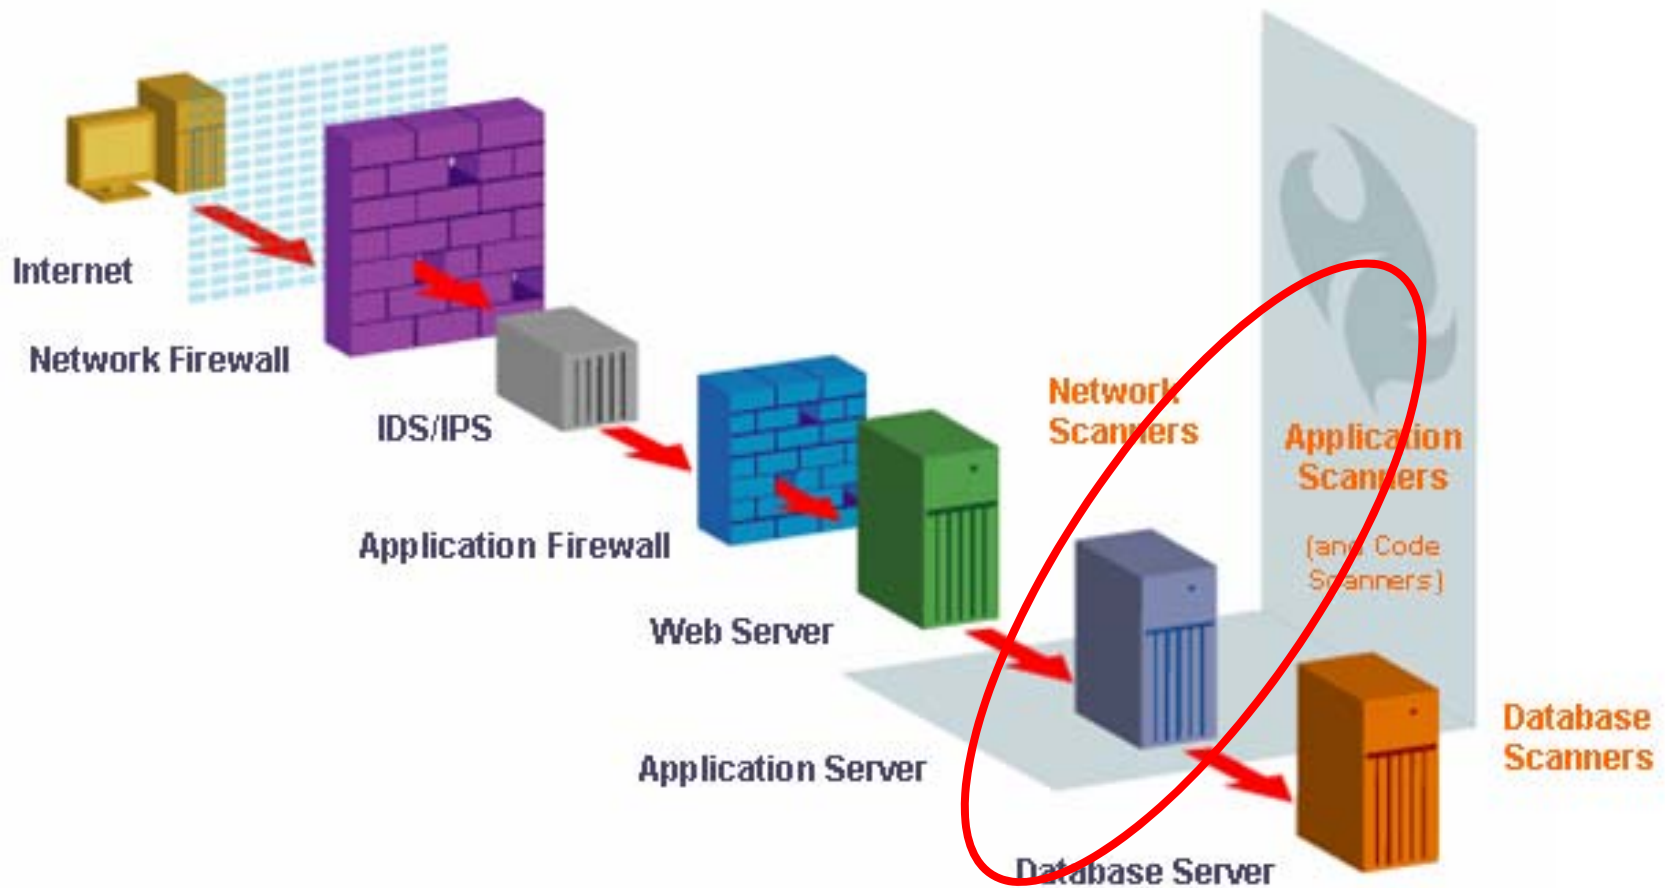 Internet
Network Firewall
IDS/IPS
Application Firewall
Web Server
Application Server
Database Server
Network
Scanners
Application
Scanners
(and Code
Scanners)
Database
Scanners